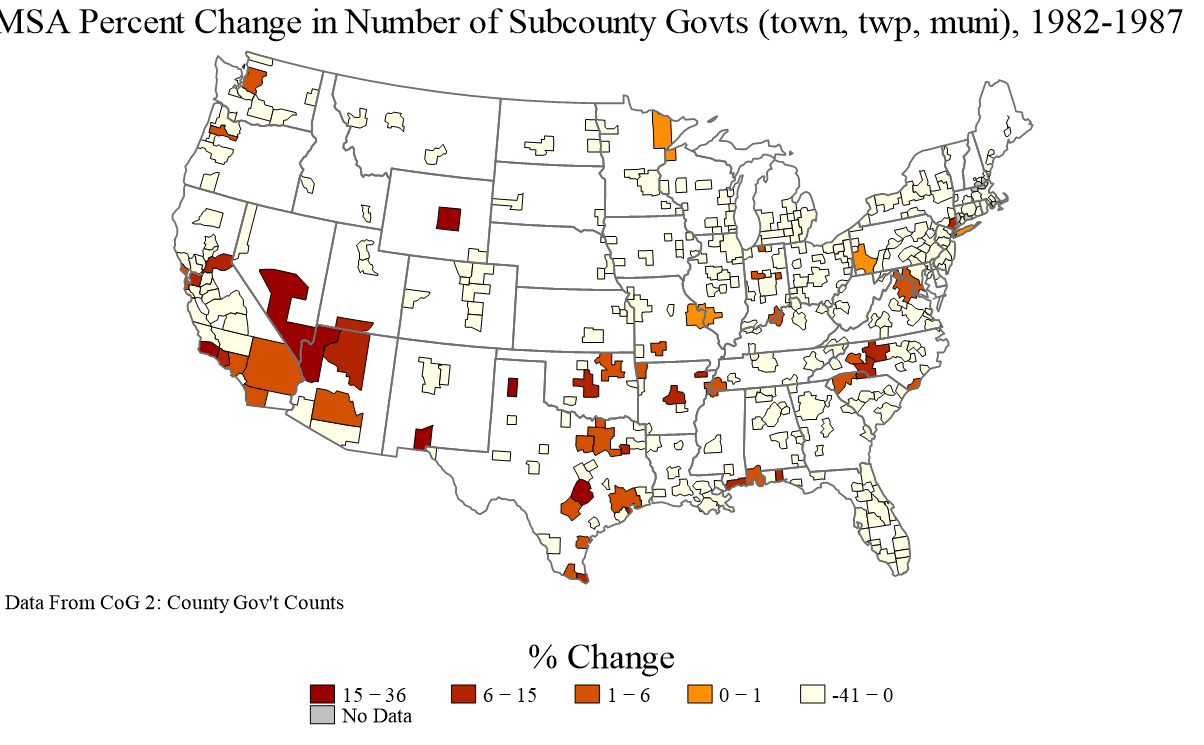 MSA Percent Change in Number of Subcounty Govts (town, twp, muni), 1982-1987
Data From CoG 2: County Gov't Counts
% Change
15 – 36 6 – 15 1 – 6 0 – 1 -41 – 0
No Data